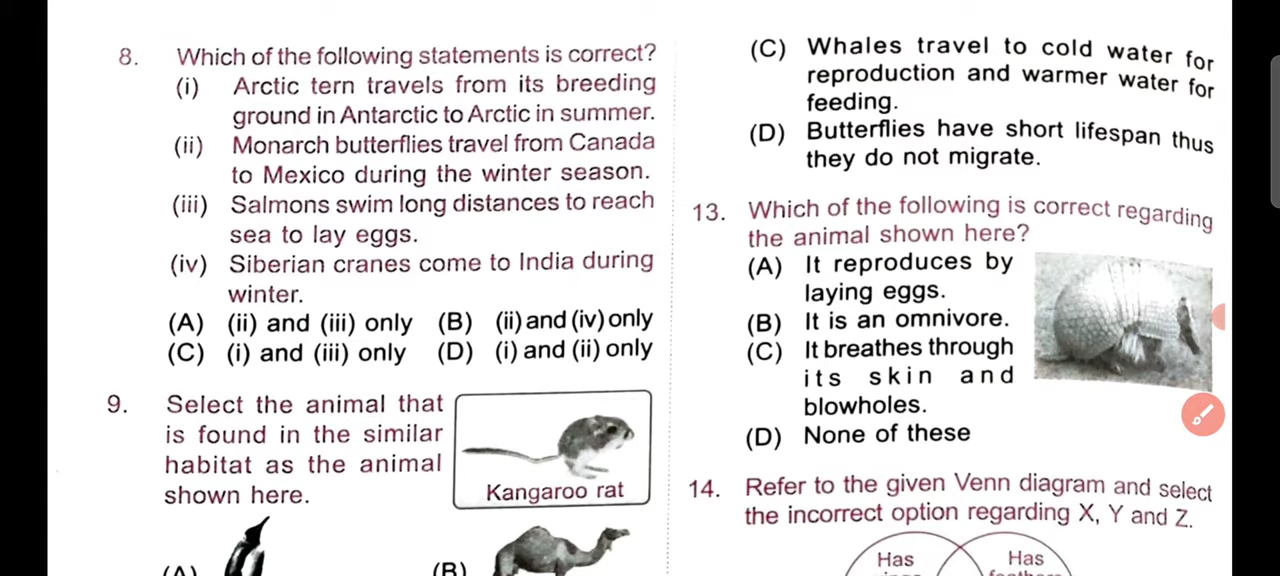 8. Which of the following statements is correct?
(i) Arctic tern travels from its breeding
ground in Antarctic to Arctic in summer.
(ii) Monarch butterflies travel from Canada
to Mexico during the winter season.
(iii) Salmons swim long distances to reach
sea to lay eggs.
(iv) Siberian cranes come to India during
winter.
(A) (ii) and (iii) only (B) (ii) and (iv) only
(C) (i) and (iii) only (D) (i) and (ii) only
9. Select the animal that
is found in the similar
habitat as the animal
shown here.
Kangaroo rat
(A) (B)
(C) Whales travel to cold water for
reproduction and warmer water for
feeding.
(D) Butterflies have short lifespan thus
they do not migrate.
13. Which of the following is correct regarding
the animal shown here?
(A) It reproduces by
laying eggs.
(B) It is an omnivore.
(C) It breathes through
its skin and
blowholes.
(D) None of these
14. Refer to the given Venn diagram and select
the incorrect option regarding X, Y and Z.
Has Has